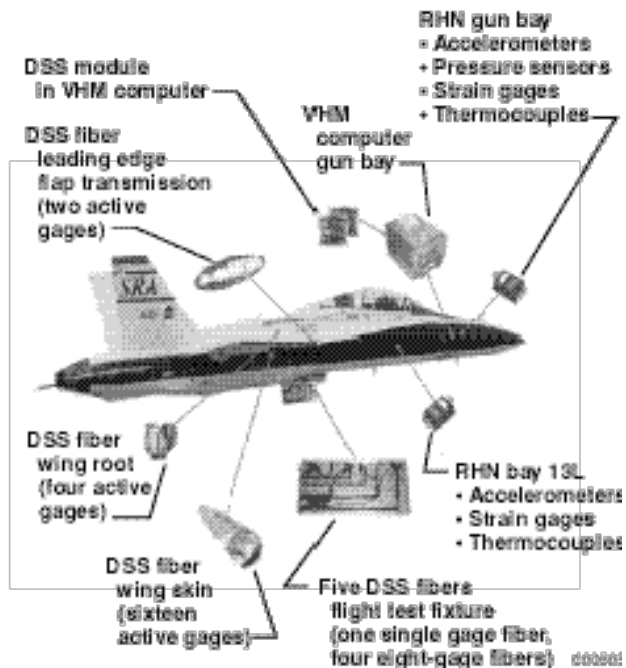 RHN gun bay
• Accelerometers
• Pressure sensors
• Strain gages
• Thermocouples
DSS module
in VHM computer
VHM
computer
gun bay
DSS fiber
leading edge
flap transmission
(two active
gages)
SRA
DSS fiber
wing root
(four active
gages)
RHN bay 13L
• Accelerometers
• Strain gages
• Thermocouples
DSS fiber
wing skin
(sixteen
active gages)
Five DSS fibers
flight test fixture
(one single gage fiber,
four eight-gage fibers)